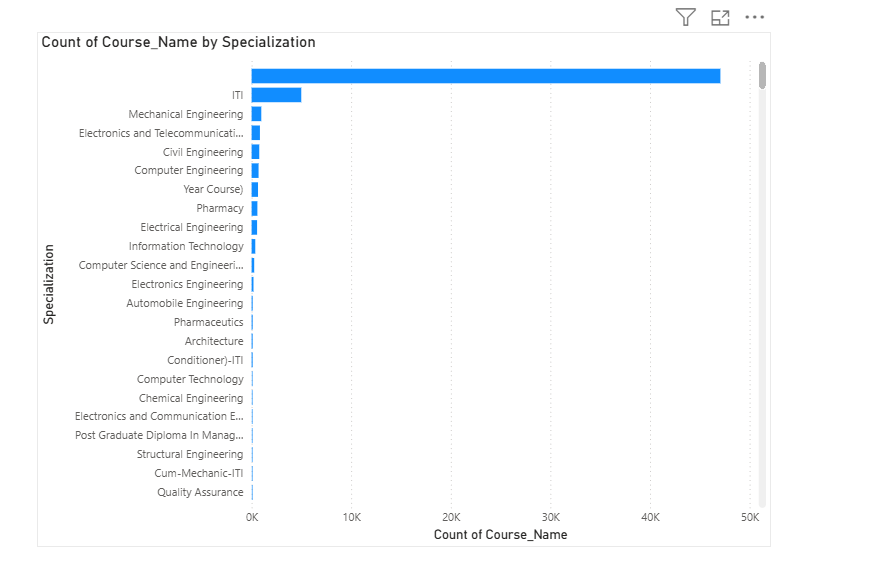 Count of Course_Name by Specialization
ITI
Mechanical Engineering
Electronics and Telecommunicati...
Civil Engineering
Computer Engineering
Year Course)
Pharmacy
Electrical Engineering
Information Technology
Computer Science and Engineeri...
Electronics Engineering
Automobile Engineering
Pharmaceutics
Architecture
Conditioner)-ITI
Computer Technology
Chemical Engineering
Electronics and Communication E...
Post Graduate Diploma In Manag...
Structural Engineering
Cum-Mechanic-ITI
Quality Assurance
Specialization
0K 10K 20K 30K 40K 50K
Count of Course_Name